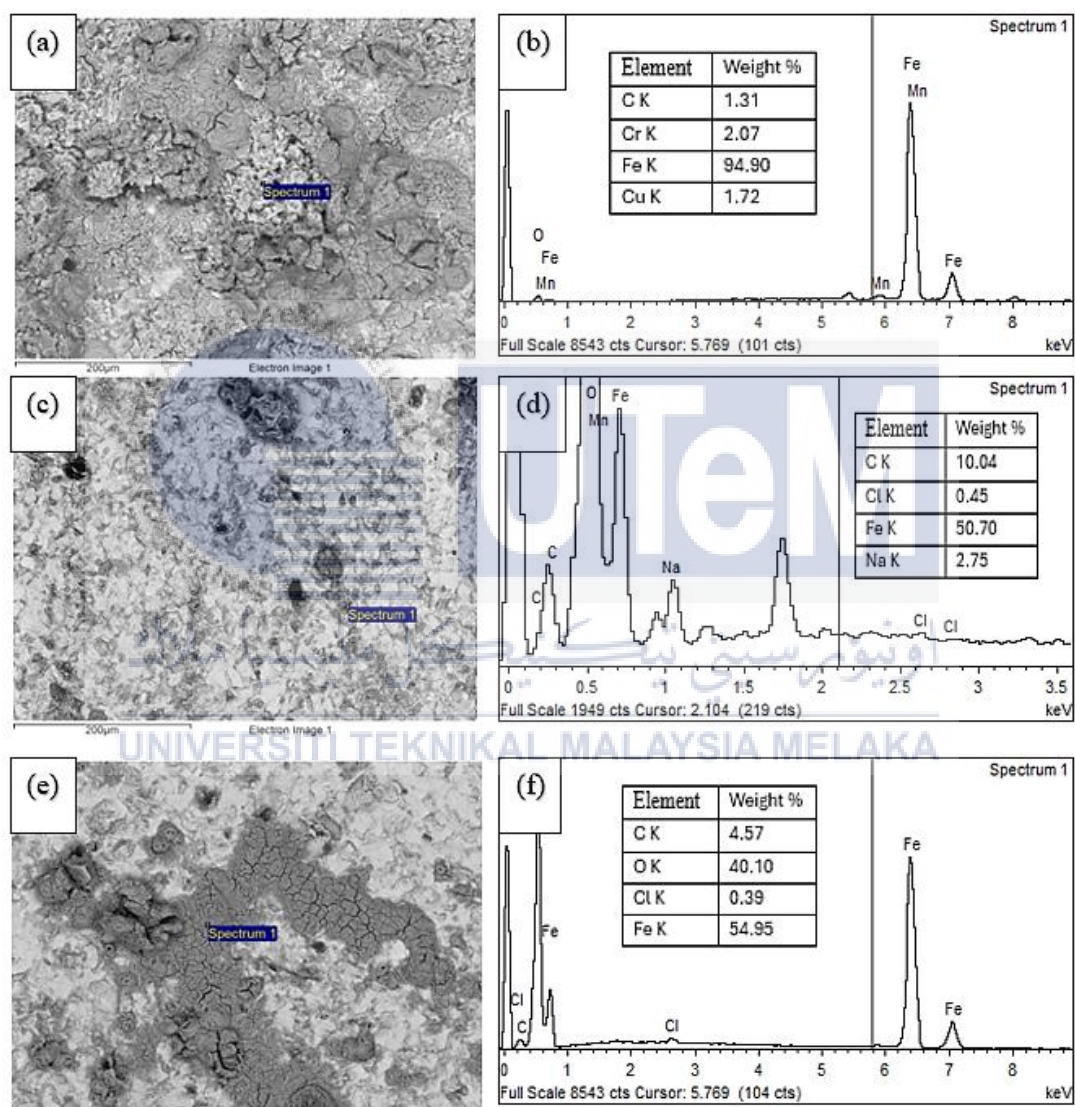 (a)
Spectrum 1
200μm
Electron Image 1
(b)
Spectrum 1
Element Weight %
C K 1.31
Cr K 2.07
Fe K 94.90
Cu K 1.72
Fe
Mn
O
Fe
Mn
Mn
Fe
0 1 2 3 4 5 6 7 8
Full Scale 8543 cts Cursor: 5.769 (101 cts) keV
(c)
Spectrum 1
200μm
Electron Image 1
(d)
Spectrum 1
Element Weight %
C K 10.04
Cl K 0.45
Fe K 50.70
Na K 2.75
O
Fe
Mn
C
C
Na
Cl
Cl
0 0.5 1 1.5 2 2.5 3 3.5
Full Scale 1949 cts Cursor: 2.104 (219 cts) keV
UTeM
اونيۏرسيتي تيكنيكل مليسيا ملاك
UNIVERSITI TEKNIKAL MALAYSIA MELAKA
(e)
Spectrum 1
(f)
Spectrum 1
Element Weight %
C K 4.57
O K 40.10
Cl K 0.39
Fe K 54.95
Fe
Fe
Cl
C
Cl
Fe
0 1 2 3 4 5 6 7 8
Full Scale 8543 cts Cursor: 5.769 (104 cts) keV